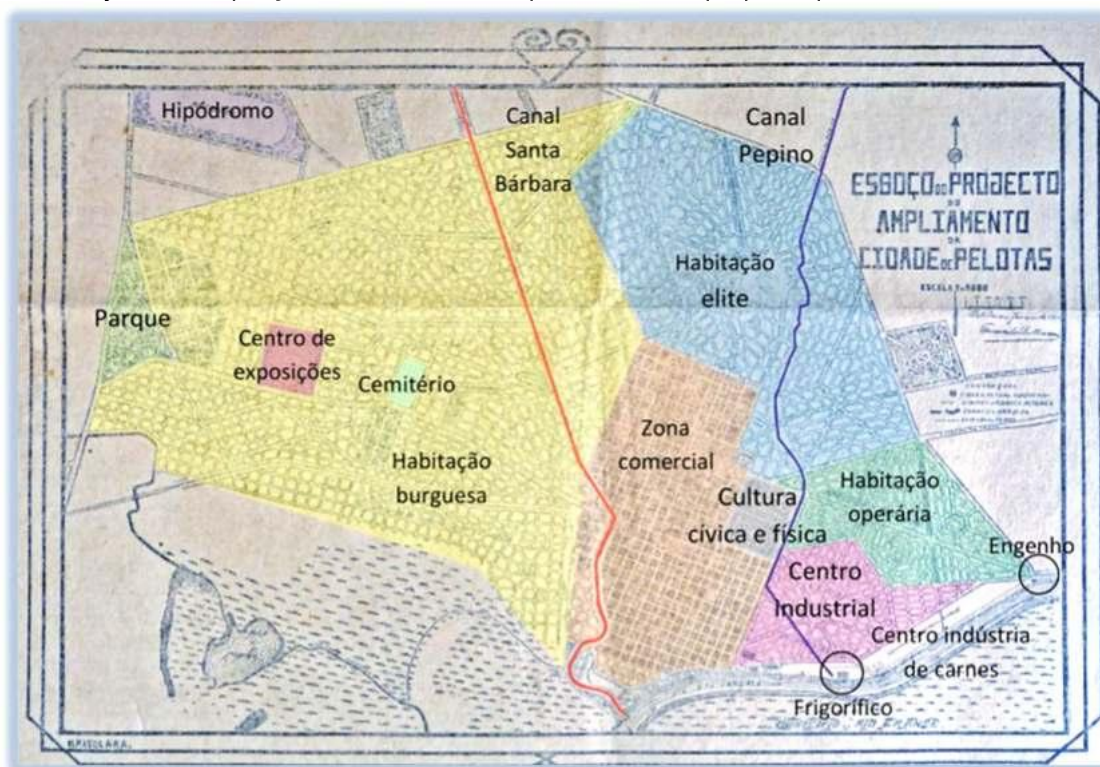 Hipódromo
Canal
Santa
Bárbara
Canal
Pepino
ESBOÇO DO PROJECTO
DO
AMPLIAMENTO
DA
CIDADE DE PELOTAS
ESCALA
Habitação
elite
Parque
Centro de
exposições
Cemitério
Zona
comercial
Habitação
burguesa
Cultura
cívica e física
Habitação
operária
Engenho
Centro
Industrial
Centro indústria
de carnes
Frigorífico